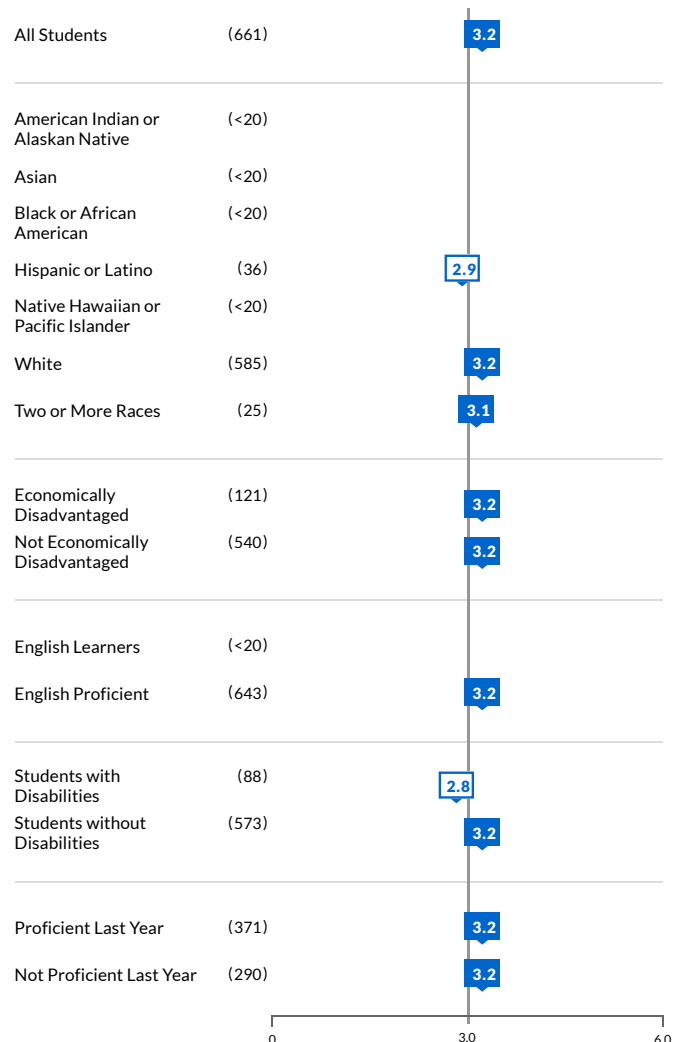 All Students (661) 3.2
American Indian or (<20)
Alaskan Native
Asian (<20)
Black or African (<20)
American
Hispanic or Latino (36) 2.9
Native Hawaiian or (<20)
Pacific Islander
White (585) 3.2
Two or More Races (25) 3.1
Economically (121) 3.2
Disadvantaged
Not Economically (540) 3.2
Disadvantaged
English Learners (<20)
English Proficient (643) 3.2
Students with (88) 2.8
Disabilities
Students without (573) 3.2
Disabilities
Proficient Last Year (371) 3.2
Not Proficient Last Year (290) 3.2
0 3.0 6.0